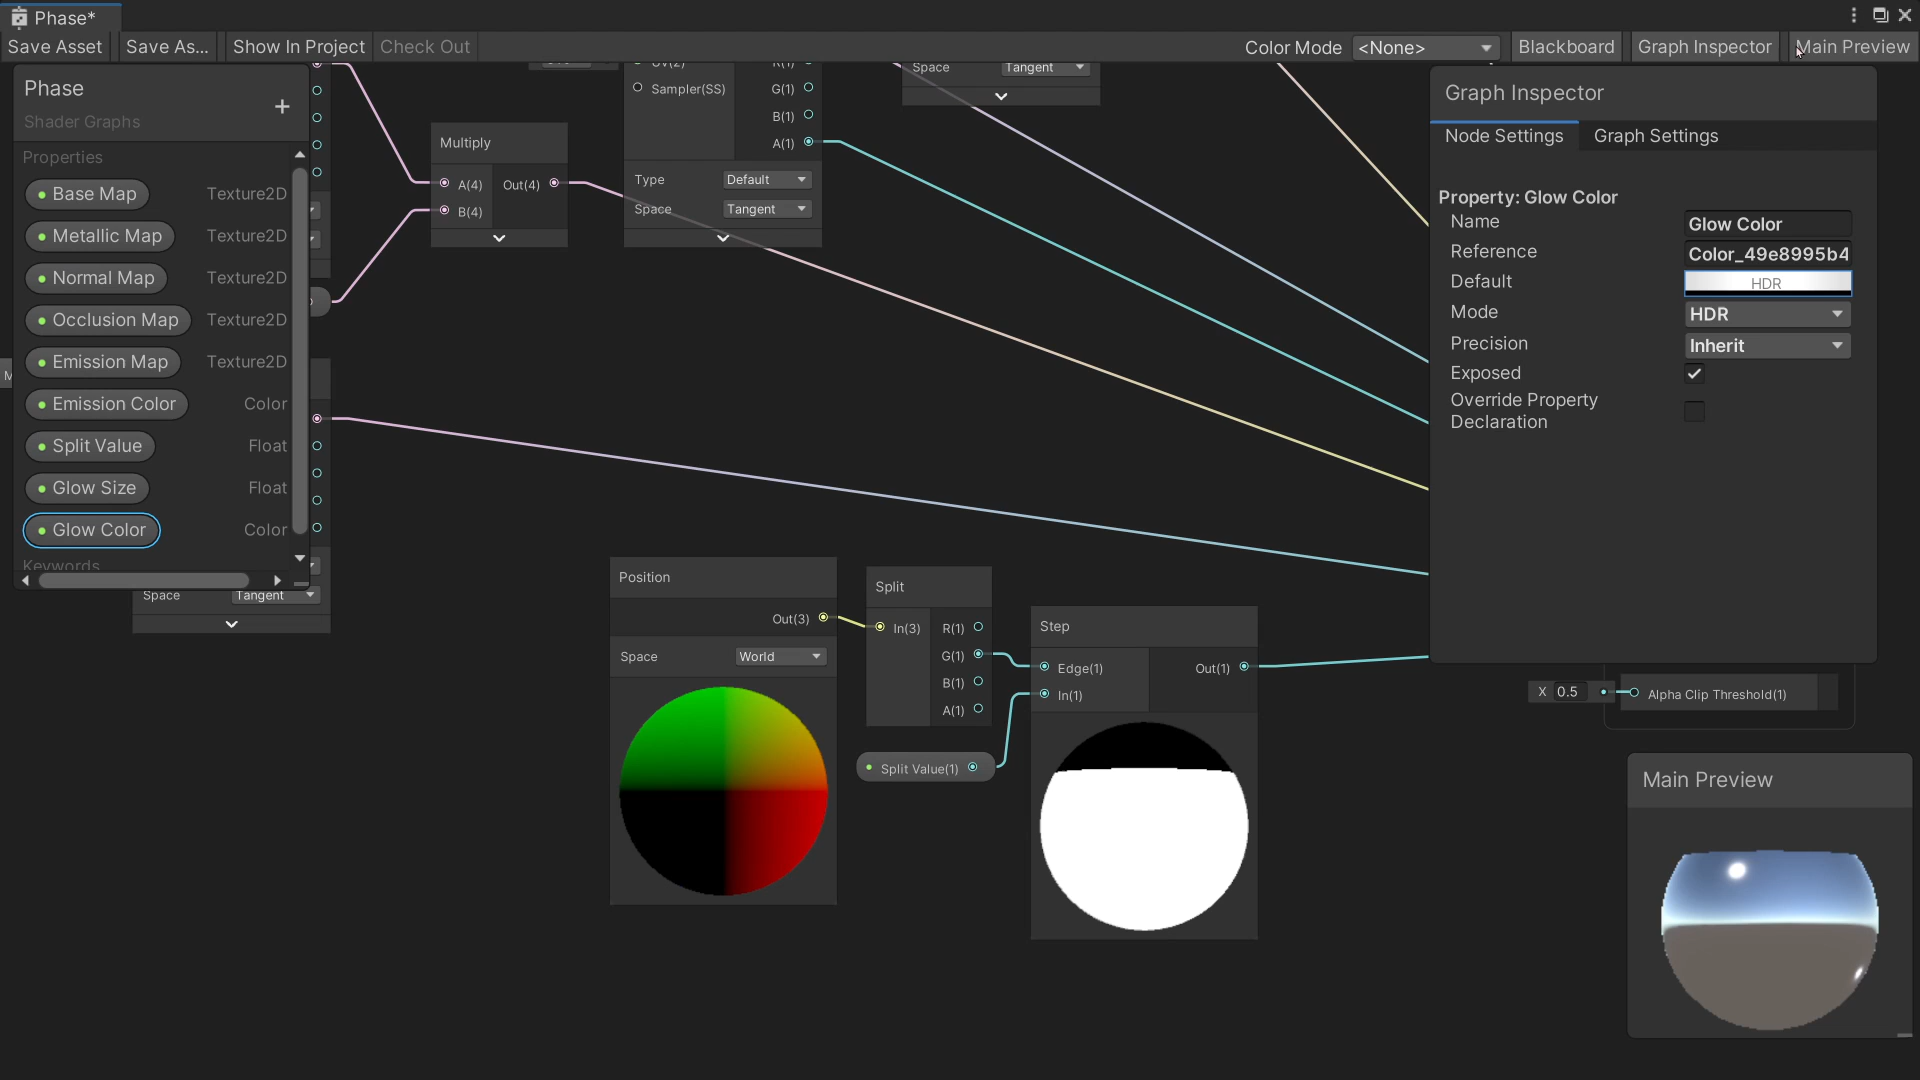 Phase*
Save Asset
Save As...
Show In Project
Check Out
Color Mode
<None>
Blackboard
Graph Inspector
Main Preview
Phase
+
Shader Graphs
Properties
Base Map Texture2D
Metallic Map Texture2D
Normal Map Texture2D
Occlusion Map Texture2D
Emission Map Texture2D
Emission Color Color
Split Value Float
Glow Size Float
Glow Color Color
Keywords
Space Tangent
Multiply
A(4) Out(4)
B(4)
Sampler(SS) G(1)
B(1)
A(1)
Type Default
Space Tangent
Space Tangent
Position
Out(3)
Space World
Split
In(3) R(1)
G(1)
B(1)
A(1)
Split Value(1)
Step
Edge(1) Out(1)
In(1)
Graph Inspector
Node Settings Graph Settings
Property: Glow Color
Name Glow Color
Reference Color_49e8995b4
Default HDR
Mode HDR
Precision Inherit
Exposed
Override Property
Declaration
X 0.5
Alpha Clip Threshold(1)
Main Preview